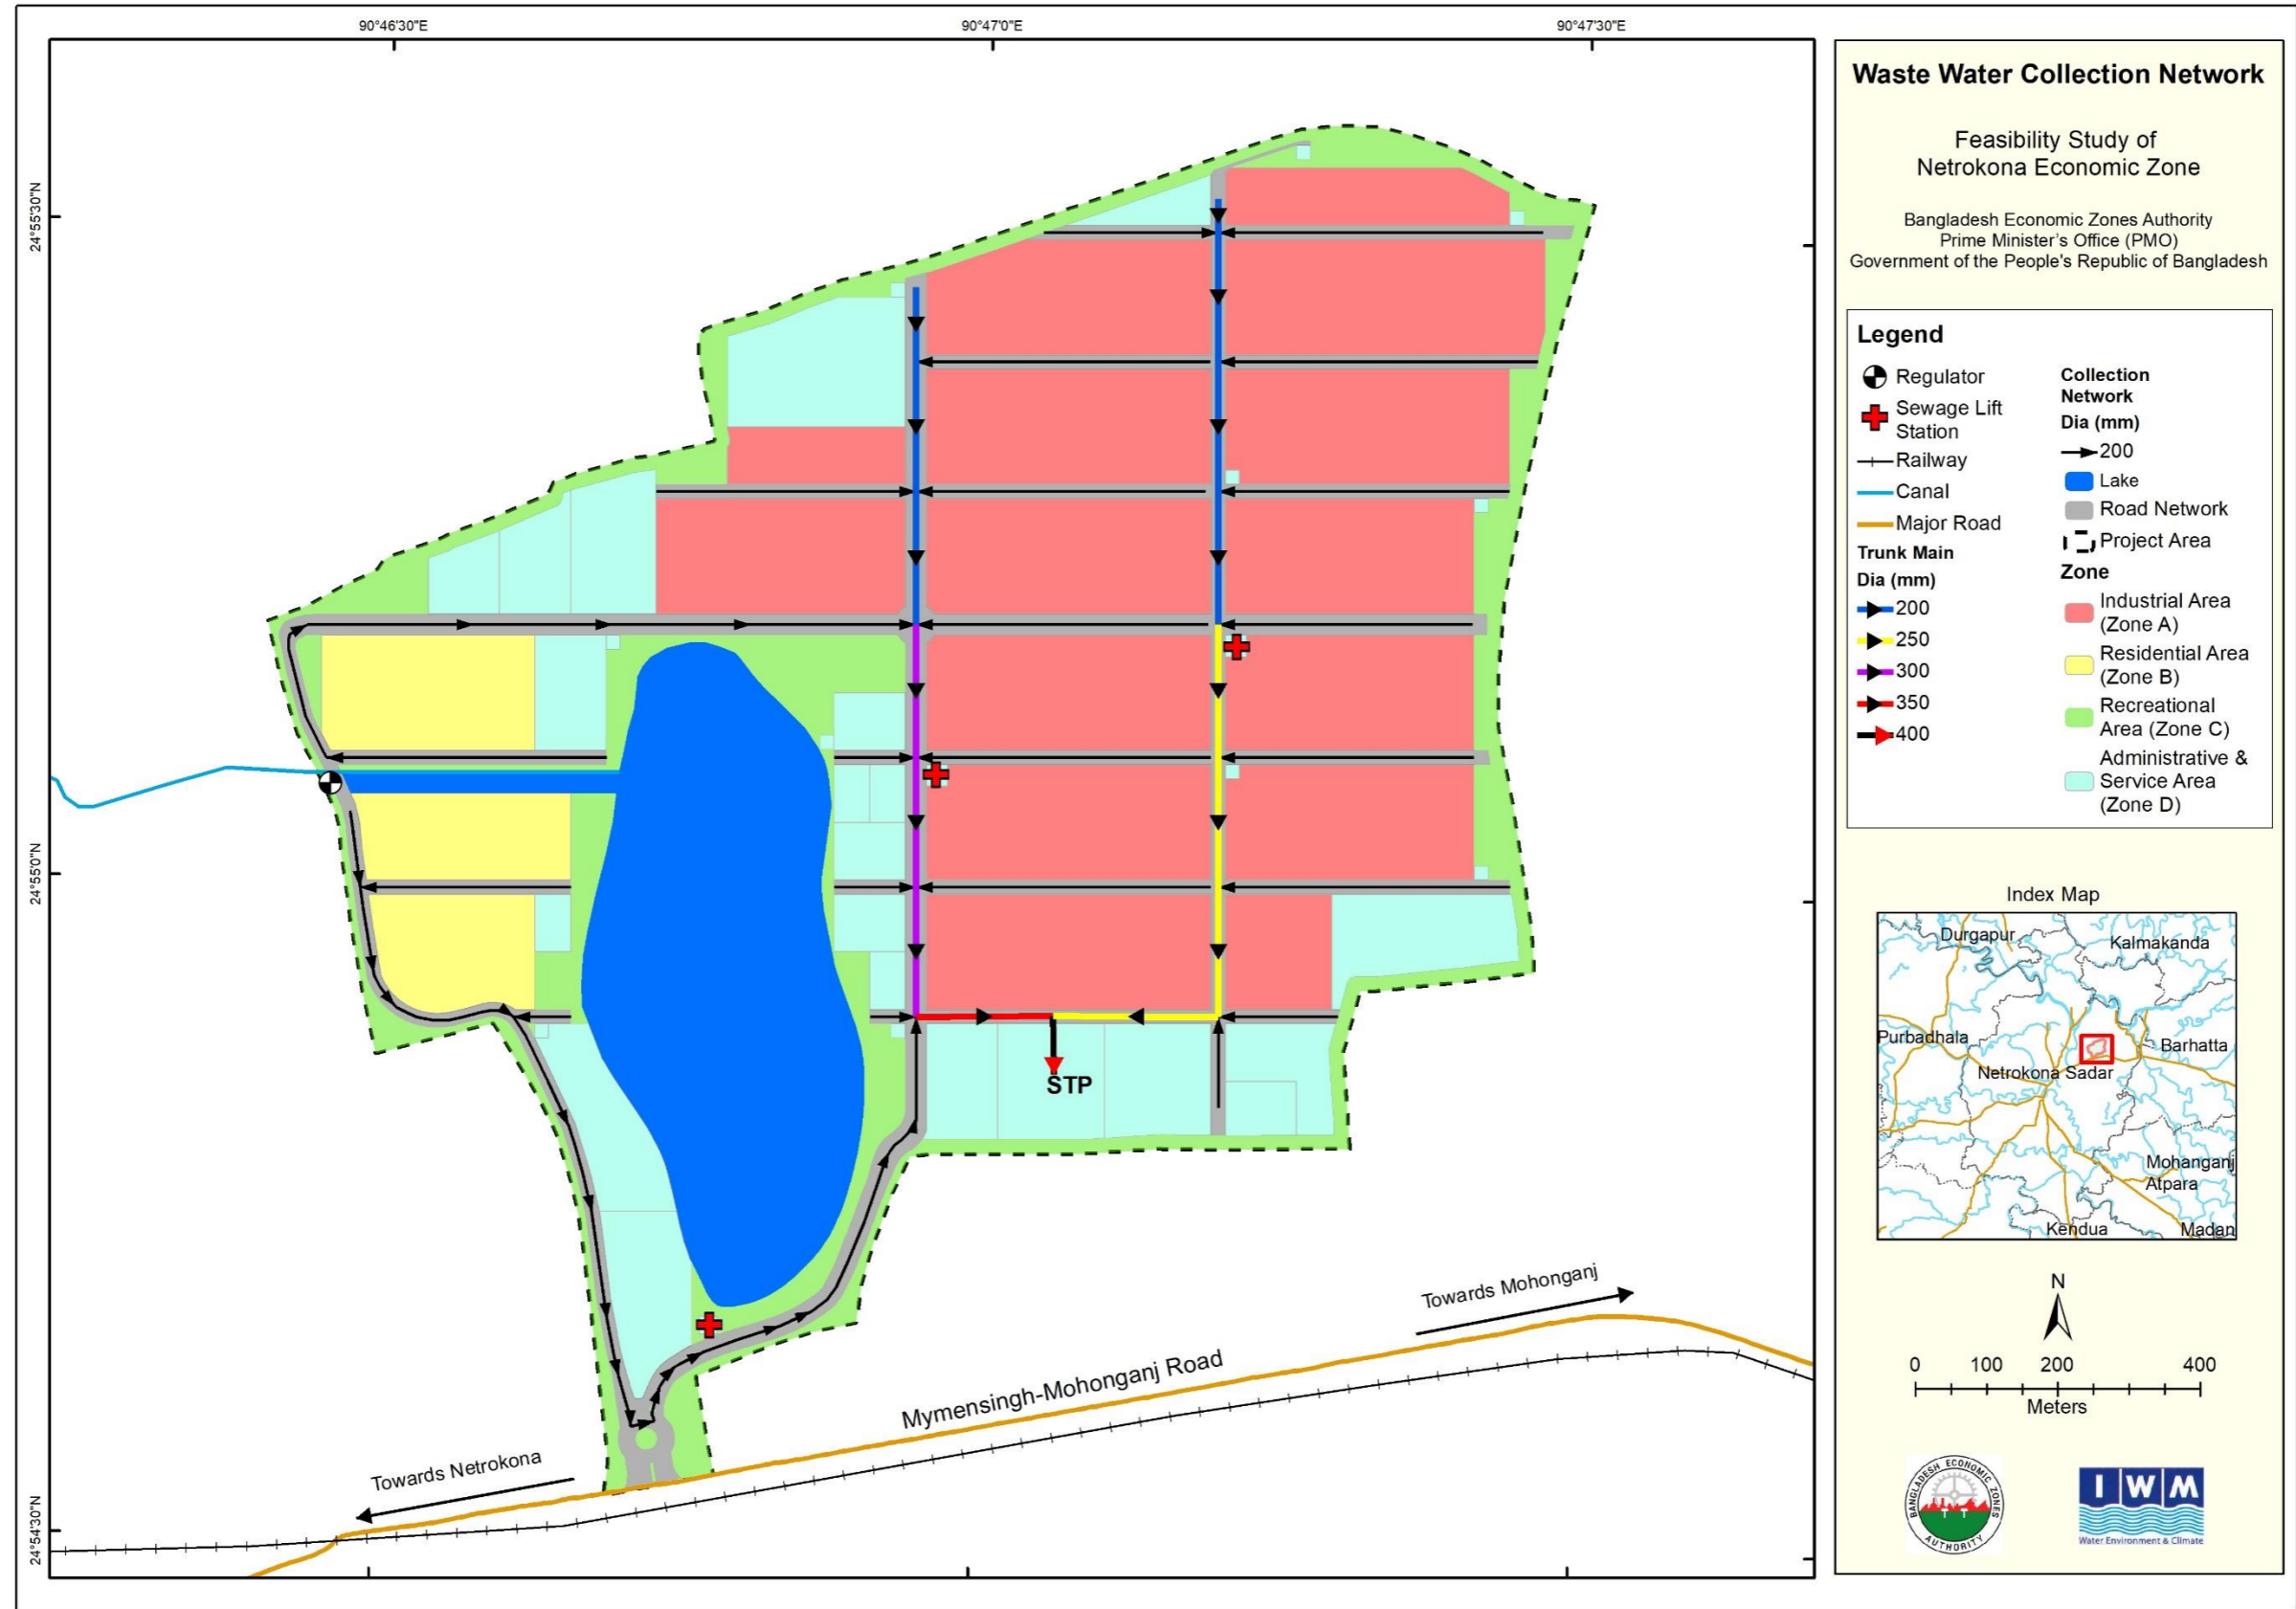 90°46'30"E
90°47'0"E
90°47'30"E
24°55'30"N
24°55'0"N
24°54'30"N
STP
Towards Mohonganj
Mymensingh-Mohonganj Road
Towards Netrokona
Waste Water Collection Network
Feasibility Study of
Netrokona Economic Zone
Bangladesh Economic Zones Authority
Prime Minister's Office (PMO)
Government of the People's Republic of Bangladesh
Legend
Regulator
Sewage Lift
Station
Railway
Canal
Major Road
Trunk Main
Dia (mm)
200
250
300
350
400
Collection
Network
Dia (mm)
200
Lake
Road Network
Project Area
Zone
Industrial Area
(Zone A)
Residential Area
(Zone B)
Recreational
Area (Zone C)
Administrative &
Service Area
(Zone D)
Index Map
Durgapur
Kalmakanda
Purbadhala
Barhatta
Netrokona Sadar
Mohanganj
Atpara
Kendua
Madan
N
0 100 200 400
Meters
BANGLADESH ECONOMIC ZONES
AUTHORITY
IWM
Water Environment & Climate